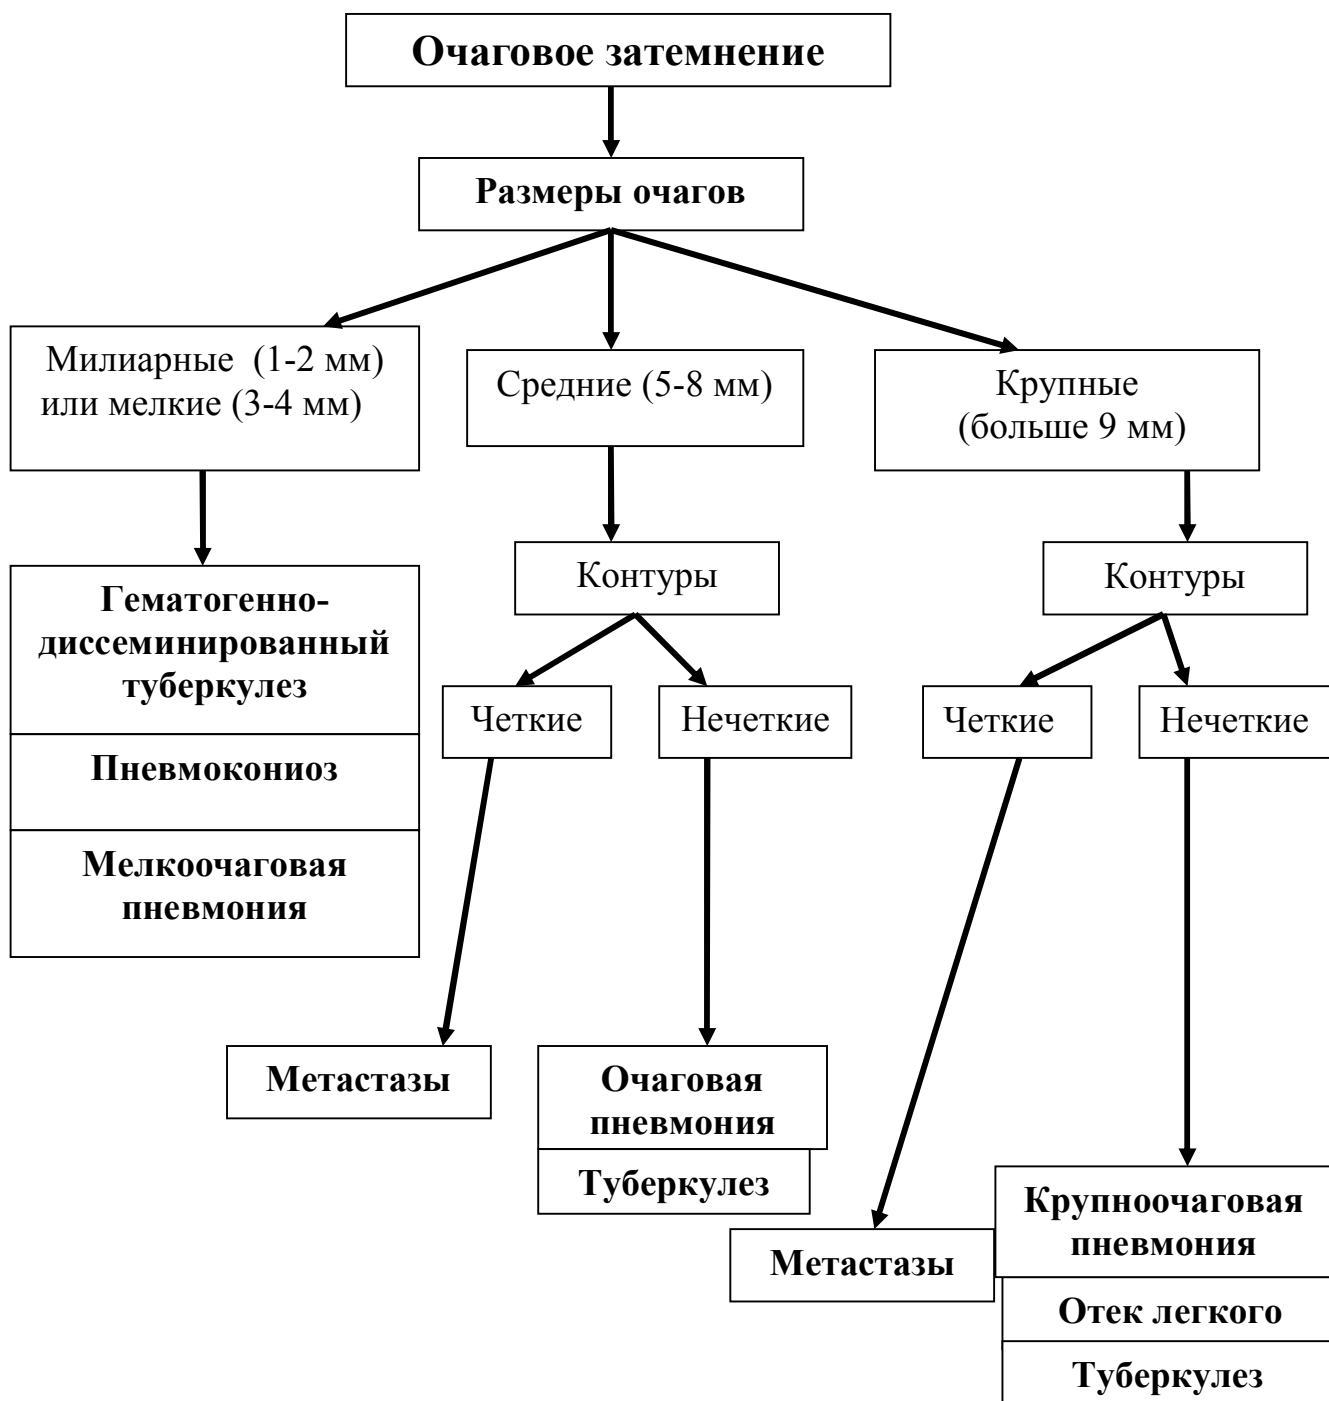 Очаговое затемнение
Размеры очагов
Милиарные (1-2 мм)
или мелкие (3-4 мм)
Средние (5-8 мм)
Крупные
(больше 9 мм)
Контуры
Контуры
Гематогенно-
диссеминированный
туберкулез
Пневмокониоз
Мелкоочаговая
пневмония
Четкие
Нечеткие
Четкие
Нечеткие
Метастазы
Очаговая
пневмония
Туберкулез
Метастазы
Крупноочаговая
пневмония
Отек легкого
Туберкулез